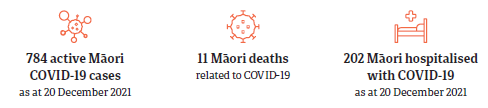 784 active Māori
COVID-19 cases
as at 20 December 2021
11 Māori deaths
related to COVID-19
202 Māori hospitalised
with COVID-19
as at 20 December 2021